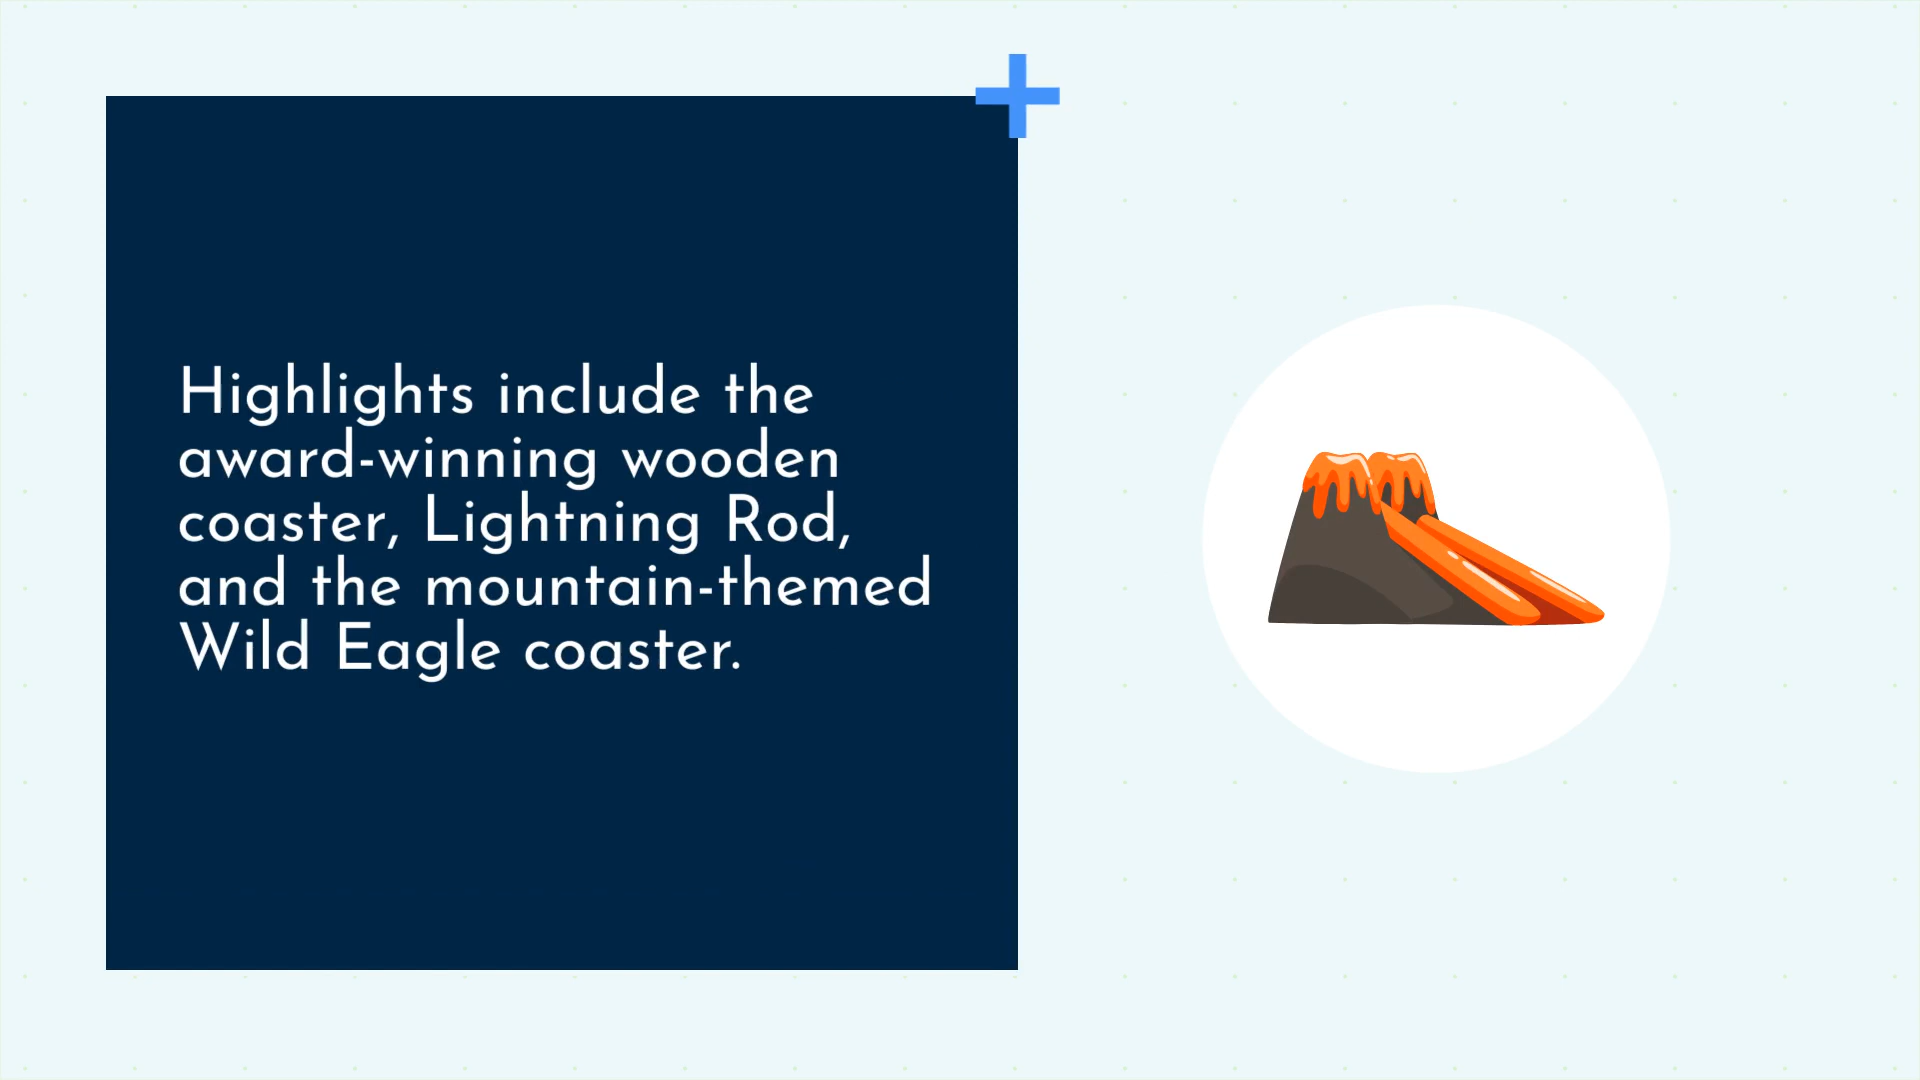 Highlights include the
award-winning wooden
coaster, Lightning Rod,
and the mountain-themed
Wild Eagle coaster.